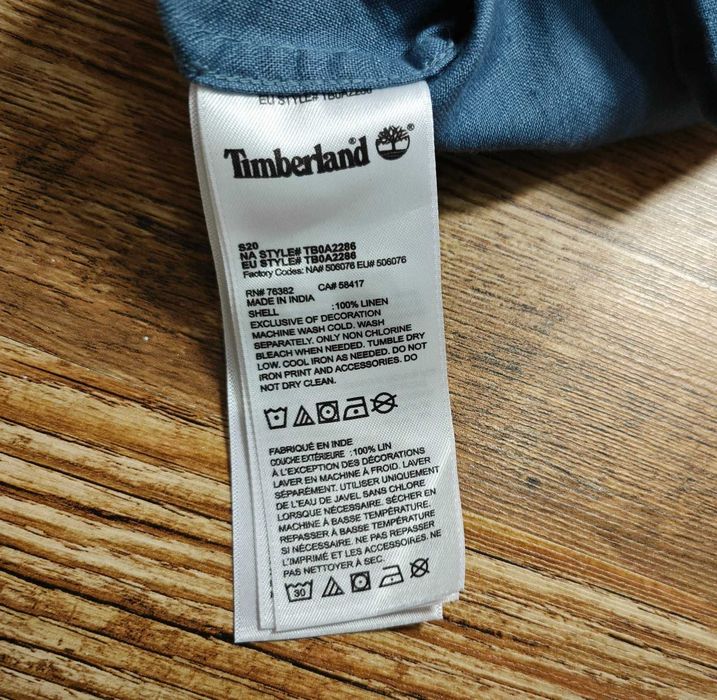 EU STYLE# TB0A2286
Timberland®
®
S20
NA STYLE# TB0A2286
EU STYLE# TB0A2286
Factory Codes: NA# 506076 EU# 506076
RN# 76382 CA# 58417
MADE IN INDIA
SHELL :100% LINEN
EXCLUSIVE OF DECORATION
MACHINE WASH COLD. WASH
SEPARATELY. ONLY NON CHLORINE
BLEACH WHEN NEEDED. TUMBLE DRY
LOW. COOL IRON AS NEEDED. DO NOT
IRON PRINT AND ACCESSORIES. DO
NOT DRY CLEAN.
FABRIQUÉ EN INDE
COUCHE EXTÉRIEURE :100% LIN
À L'EXCEPTION DES DÉCORATIONS
LAVER EN MACHINE À FROID. LAVER
SÉPARÉMENT. UTILISER UNIQUEMENT
DE L'EAU DE JAVEL SANS CHLORE
LORSQUE NÉCESSAIRE. SÉCHER EN
MACHINE À BASSE TEMPÉRATURE.
REPASSER À BASSE TEMPÉRATURE
SI NÉCESSAIRE. NE PAS REPASSER
L'IMPRIMÉ ET LES ACCESSOIRES. NE
PAS NETTOYER À SEC.
30